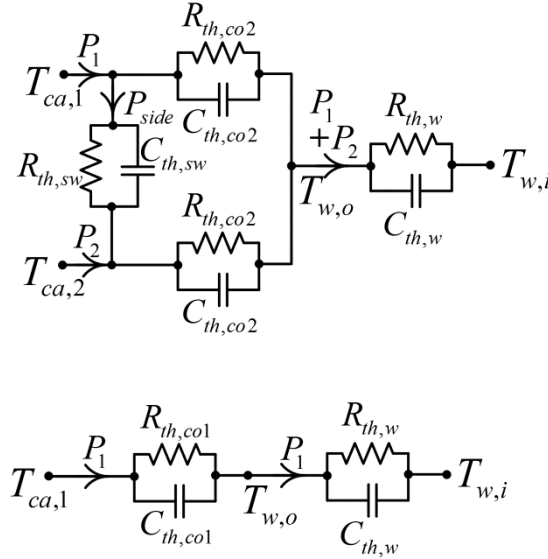 R_{th,co2}
P_1
T_{ca,1}
P_{side}
C_{th,co2}
P_1
+P_2
R_{th,w}
R_{th,sw}
C_{th,sw}
T_{w,i}
R_{th,co2}
T_{w,o}
P_2
C_{th,w}
T_{ca,2}
C_{th,co2}
R_{th,co1}
R_{th,w}
P_1
P_1
T_{ca,1}
T_{w,o}
T_{w,i}
C_{th,co1}
C_{th,w}